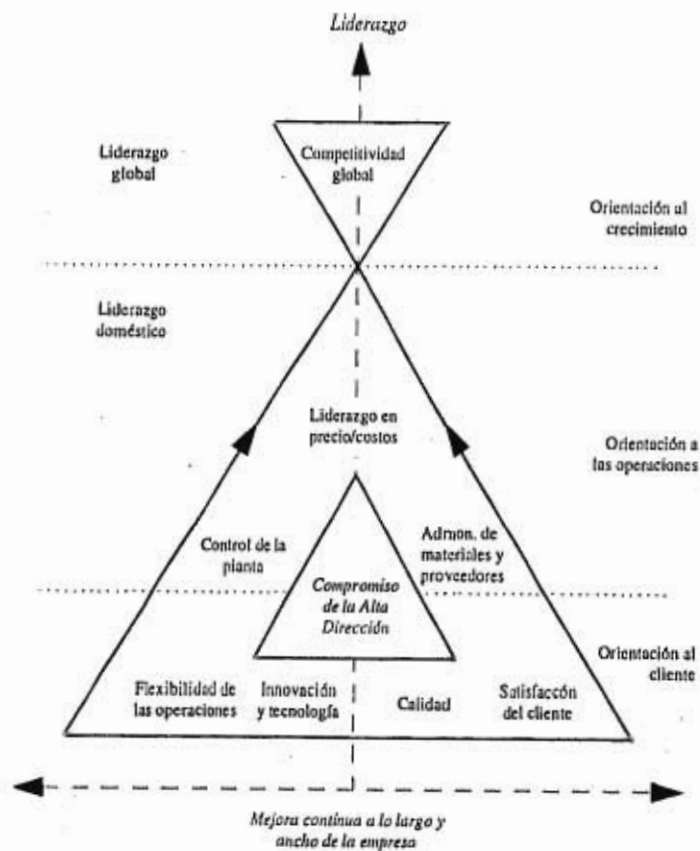 Liderazgo
Liderazgo
global
Competitividad
global
Orientación al
crecimiento
Liderazgo
doméstico
Liderazgo en
precio/costos
Orientación a
las operaciones
Control de la
planta
Admón. de
materiales y
proveedores
Compromiso
de la Alta
Dirección
Orientación al
cliente
Flexibilidad de
las operaciones
Innovación
y tecnología
Calidad
Satisfaccón
del cliente
Mejora contínua a lo largo y
ancho de la empresa